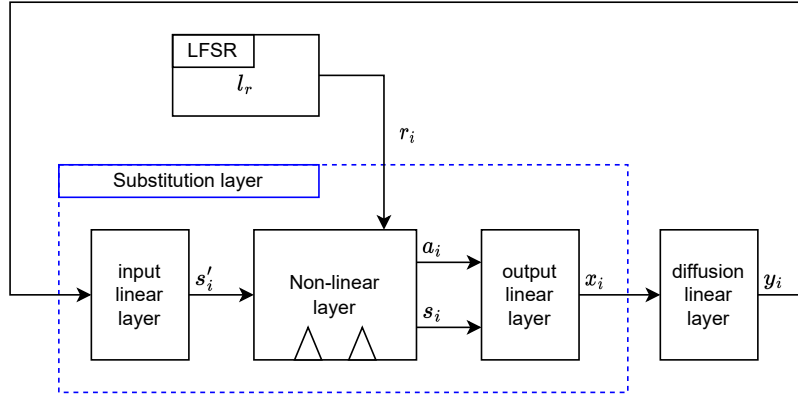 LFSR
l_r
r_i
Substitution layer
input
linear
layer
s'_i
Non-linear
layer
a_i
s_i
output
linear
layer
x_i
diffusion
linear
layer
y_i